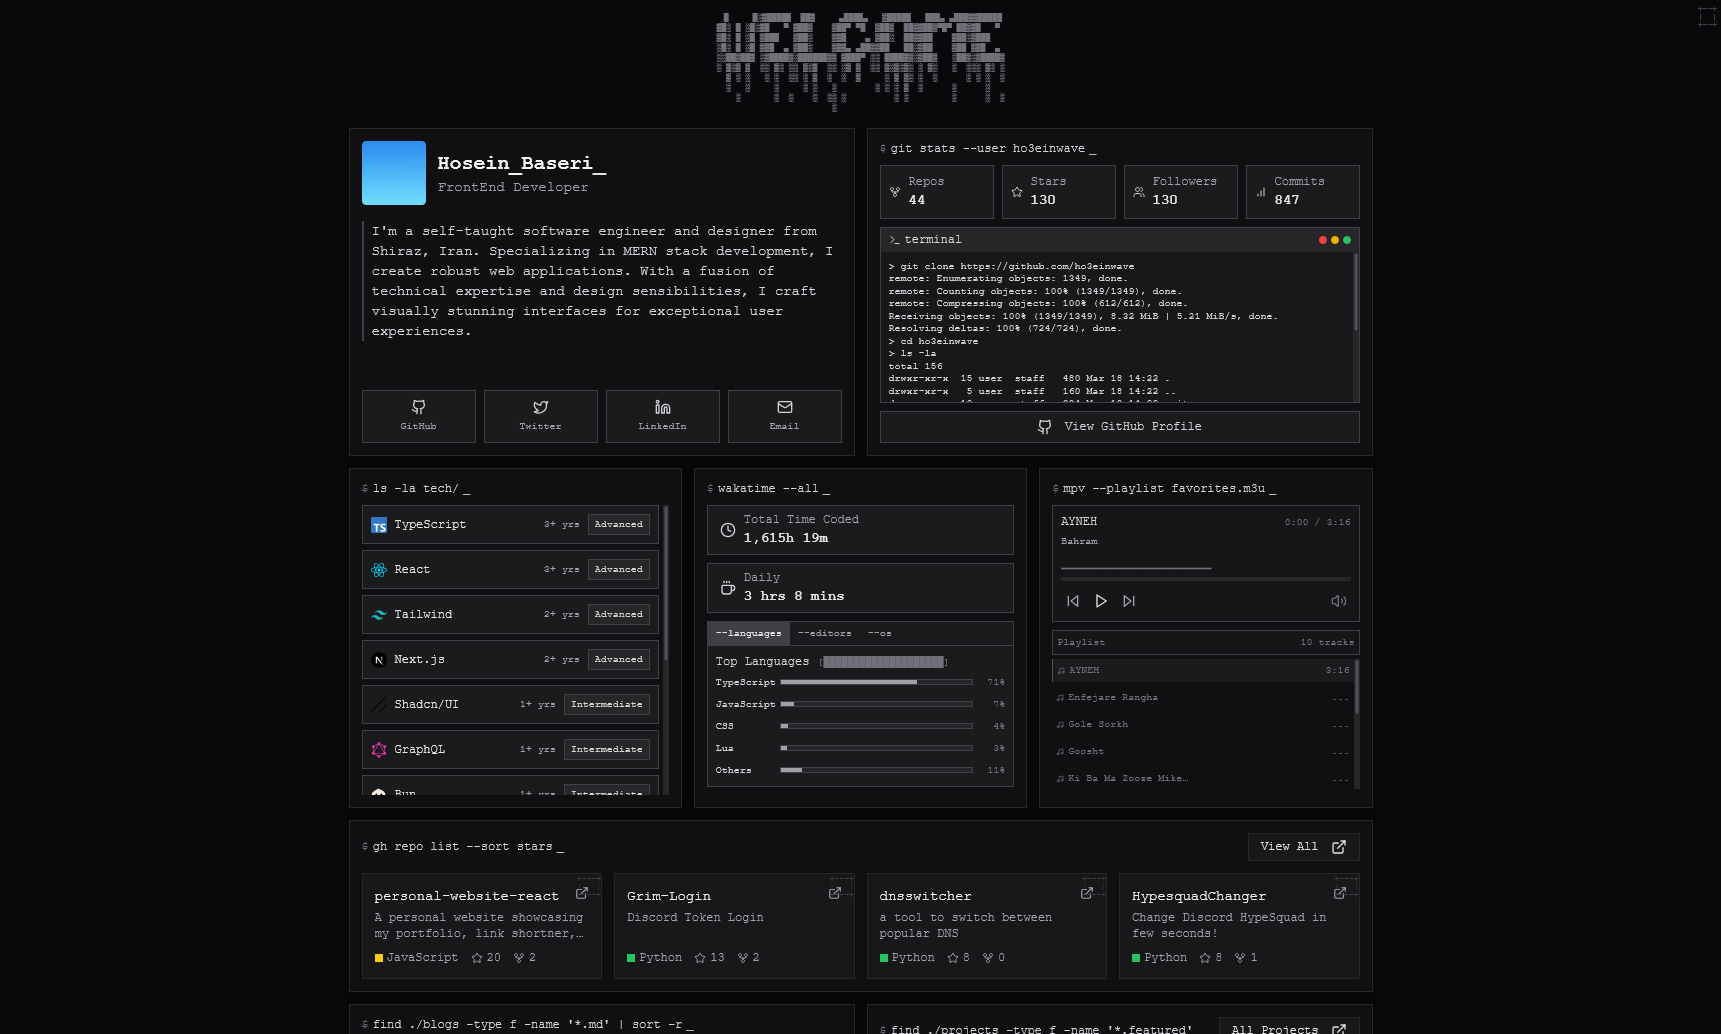 Hosein_Baseri_
FrontEnd Developer
I'm a self-taught software engineer and designer from
Shiraz, Iran. Specializing in MERN stack development, I
create robust web applications. With a fusion of
technical expertise and design sensibilities, I craft
visually stunning interfaces for exceptional user
experiences.
GitHub
Twitter
LinkedIn
Email
$ git stats --user ho3einwave_
Repos
44
Stars
130
Followers
130
Commits
847
>_ terminal
> git clone https://github.com/ho3einwave
remote: Enumerating objects: 1349, done.
remote: Counting objects: 100% (1349/1349), done.
remote: Compressing objects: 100% (612/612), done.
Receiving objects: 100% (1349/1349), 8.32 MiB | 5.21 MiB/s, done.
Resolving deltas: 100% (724/724), done.
> cd ho3einwave
> ls -la
total 156
drwxr-xr-x 15 user staff 480 Mar 18 14:22 .
drwxr-xr-x 5 user staff 160 Mar 18 14:22 ..
View GitHub Profile
$ ls -la tech/_
TypeScript 3+ yrs Advanced
React 3+ yrs Advanced
Tailwind 2+ yrs Advanced
Next.js 2+ yrs Advanced
Shadcn/UI 1+ yrs Intermediate
GraphQL 1+ yrs Intermediate
Bun 1+ yrs Intermediate
$ wakatime --all_
Total Time Coded
1,615h 19m
Daily
3 hrs 8 mins
--languages --editors --os
Top Languages [████████████████████]
TypeScript 71%
JavaScript 7%
CSS 4%
Lua 3%
Others 11%
$ mpv --playlist favorites.m3u_
AYNEH 0:00 / 3:16
Bahram
Playlist 10 tracks
AYNEH 3:16
Enfejare Rangha ---
Gole Sorkh ---
Goosht ---
Ki Ba Ma Zooze Mike… ---
$ gh repo list --sort stars_
View All
personal-website-react
A personal website showcasing
my portfolio, link shortner,…
JavaScript 20 2
Grim-Login
Discord Token Login
Python 13 2
dnsswitcher
a tool to switch between
popular DNS
Python 8 0
HypesquadChanger
Change Discord HypeSquad in
few seconds!
Python 8 1
$ find ./blogs -type f -name '*.md' | sort -r_
$ find ./projects -type f -name '*.featured'
All Projects